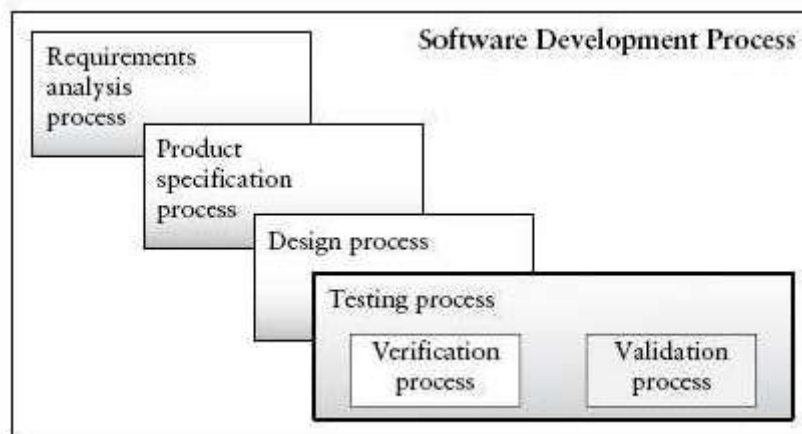 Software Development Process
Requirements
analysis
process
Product
specification
process
Design process
Testing process
Verification
process
Validation
process